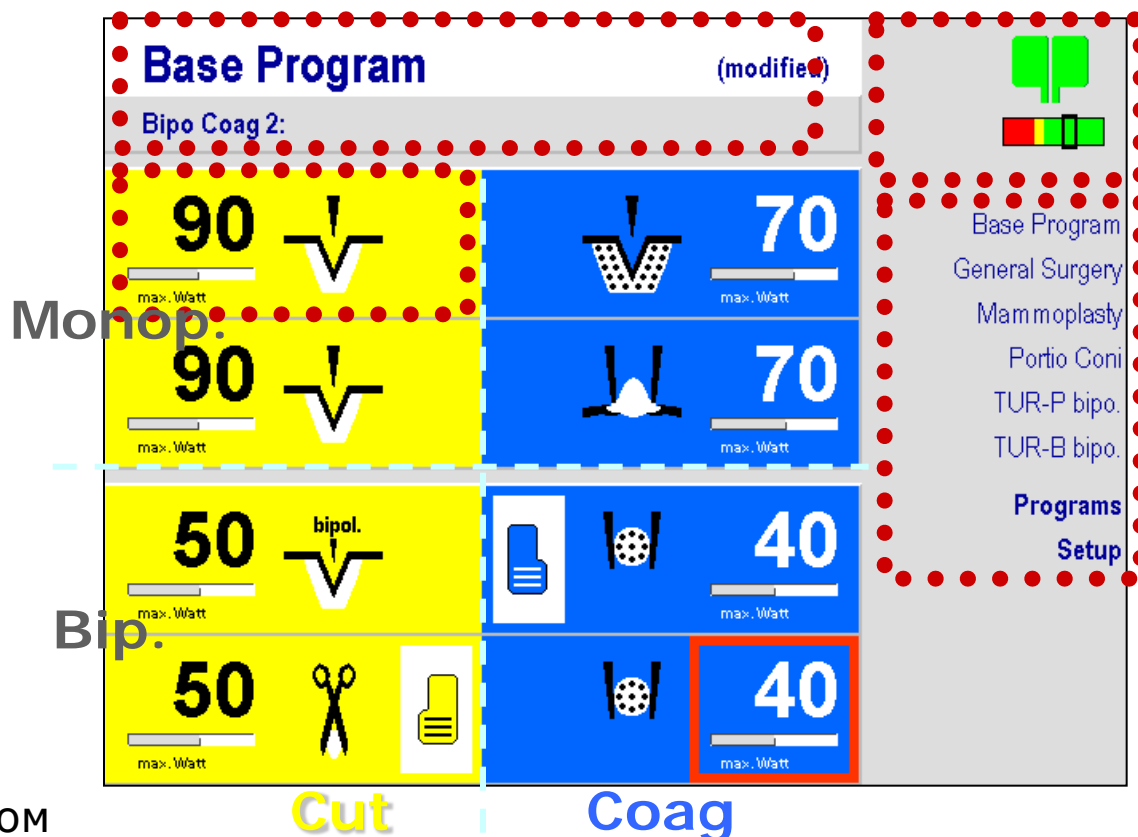 Base Program (modified)
Bipo Coag 2:
90 70
max.Watt max.Watt
Monop.
90 70
max.Watt max.Watt
50 bipol. 40
max.Watt max.Watt
Bip.
50 40
max.Watt max.Watt
Cut Coag
Base Program
General Surgery
Mammoplasty
Portio Coni
TUR-P bipo.
TUR-B bipo.
Programs
Setup
OM